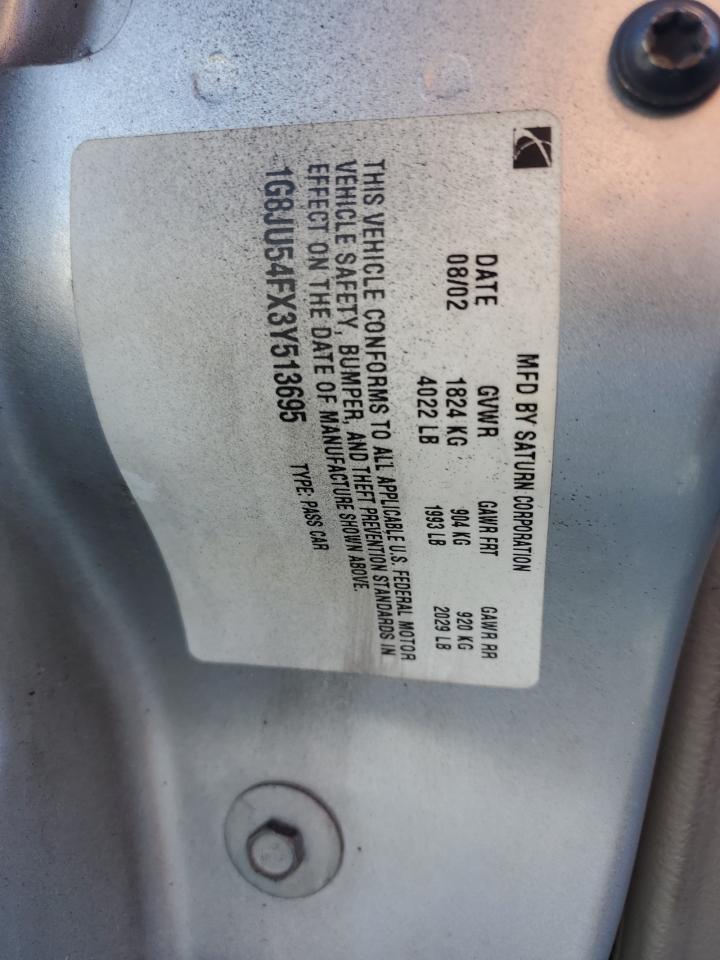 MFD BY SATURN CORPORATION
DATE GVWR GAWR FRT GAWR RR
08/02 1824 KG 904 KG 920 KG
4022 LB 1993 LB 2029 LB
THIS VEHICLE CONFORMS TO ALL APPLICABLE U.S. FEDERAL MOTOR
VEHICLE SAFETY, BUMPER, AND THEFT PREVENTION STANDARDS IN
EFFECT ON THE DATE OF MANUFACTURE SHOWN ABOVE.
1G8JU54FX3Y513695 TYPE: PASS CAR